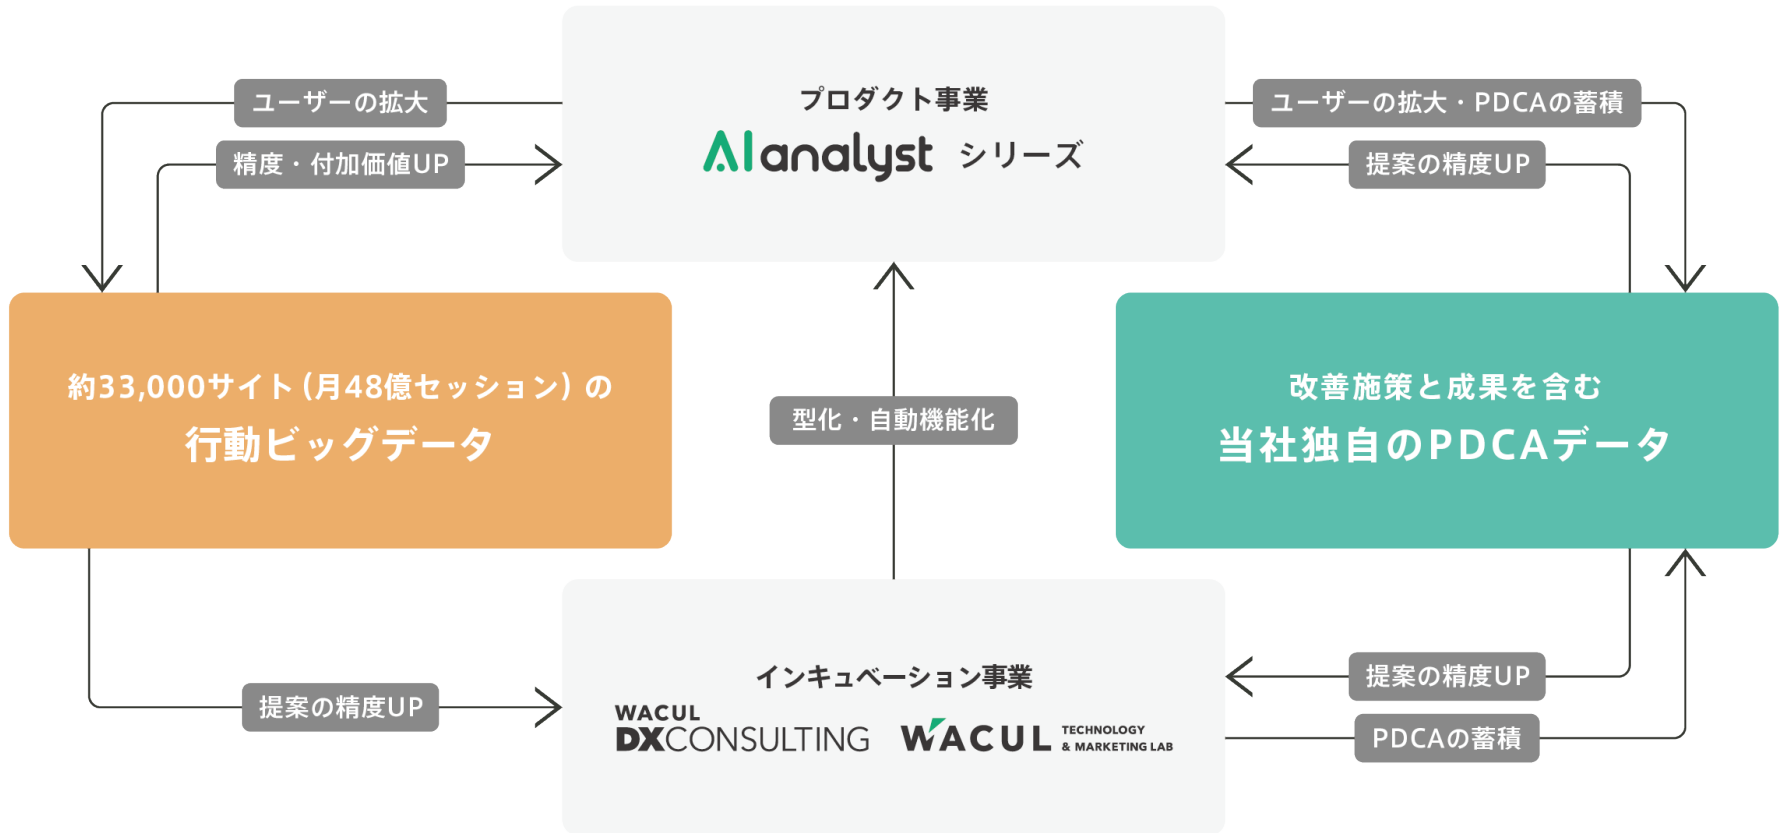 プロダクト事業
AI analyst シリーズ
ユーザーの拡大
精度・付加価値UP
ユーザーの拡大・PDCAの蓄積
提案の精度UP
約33,000サイト（月48億セッション）の
行動ビッグデータ
型化・自動機能化
改善施策と成果を含む
当社独自のPDCAデータ
インキュベーション事業
WACUL
DXCONSULTING
WACUL TECHNOLOGY
& MARKETING LAB
提案の精度UP
提案の精度UP
PDCAの蓄積